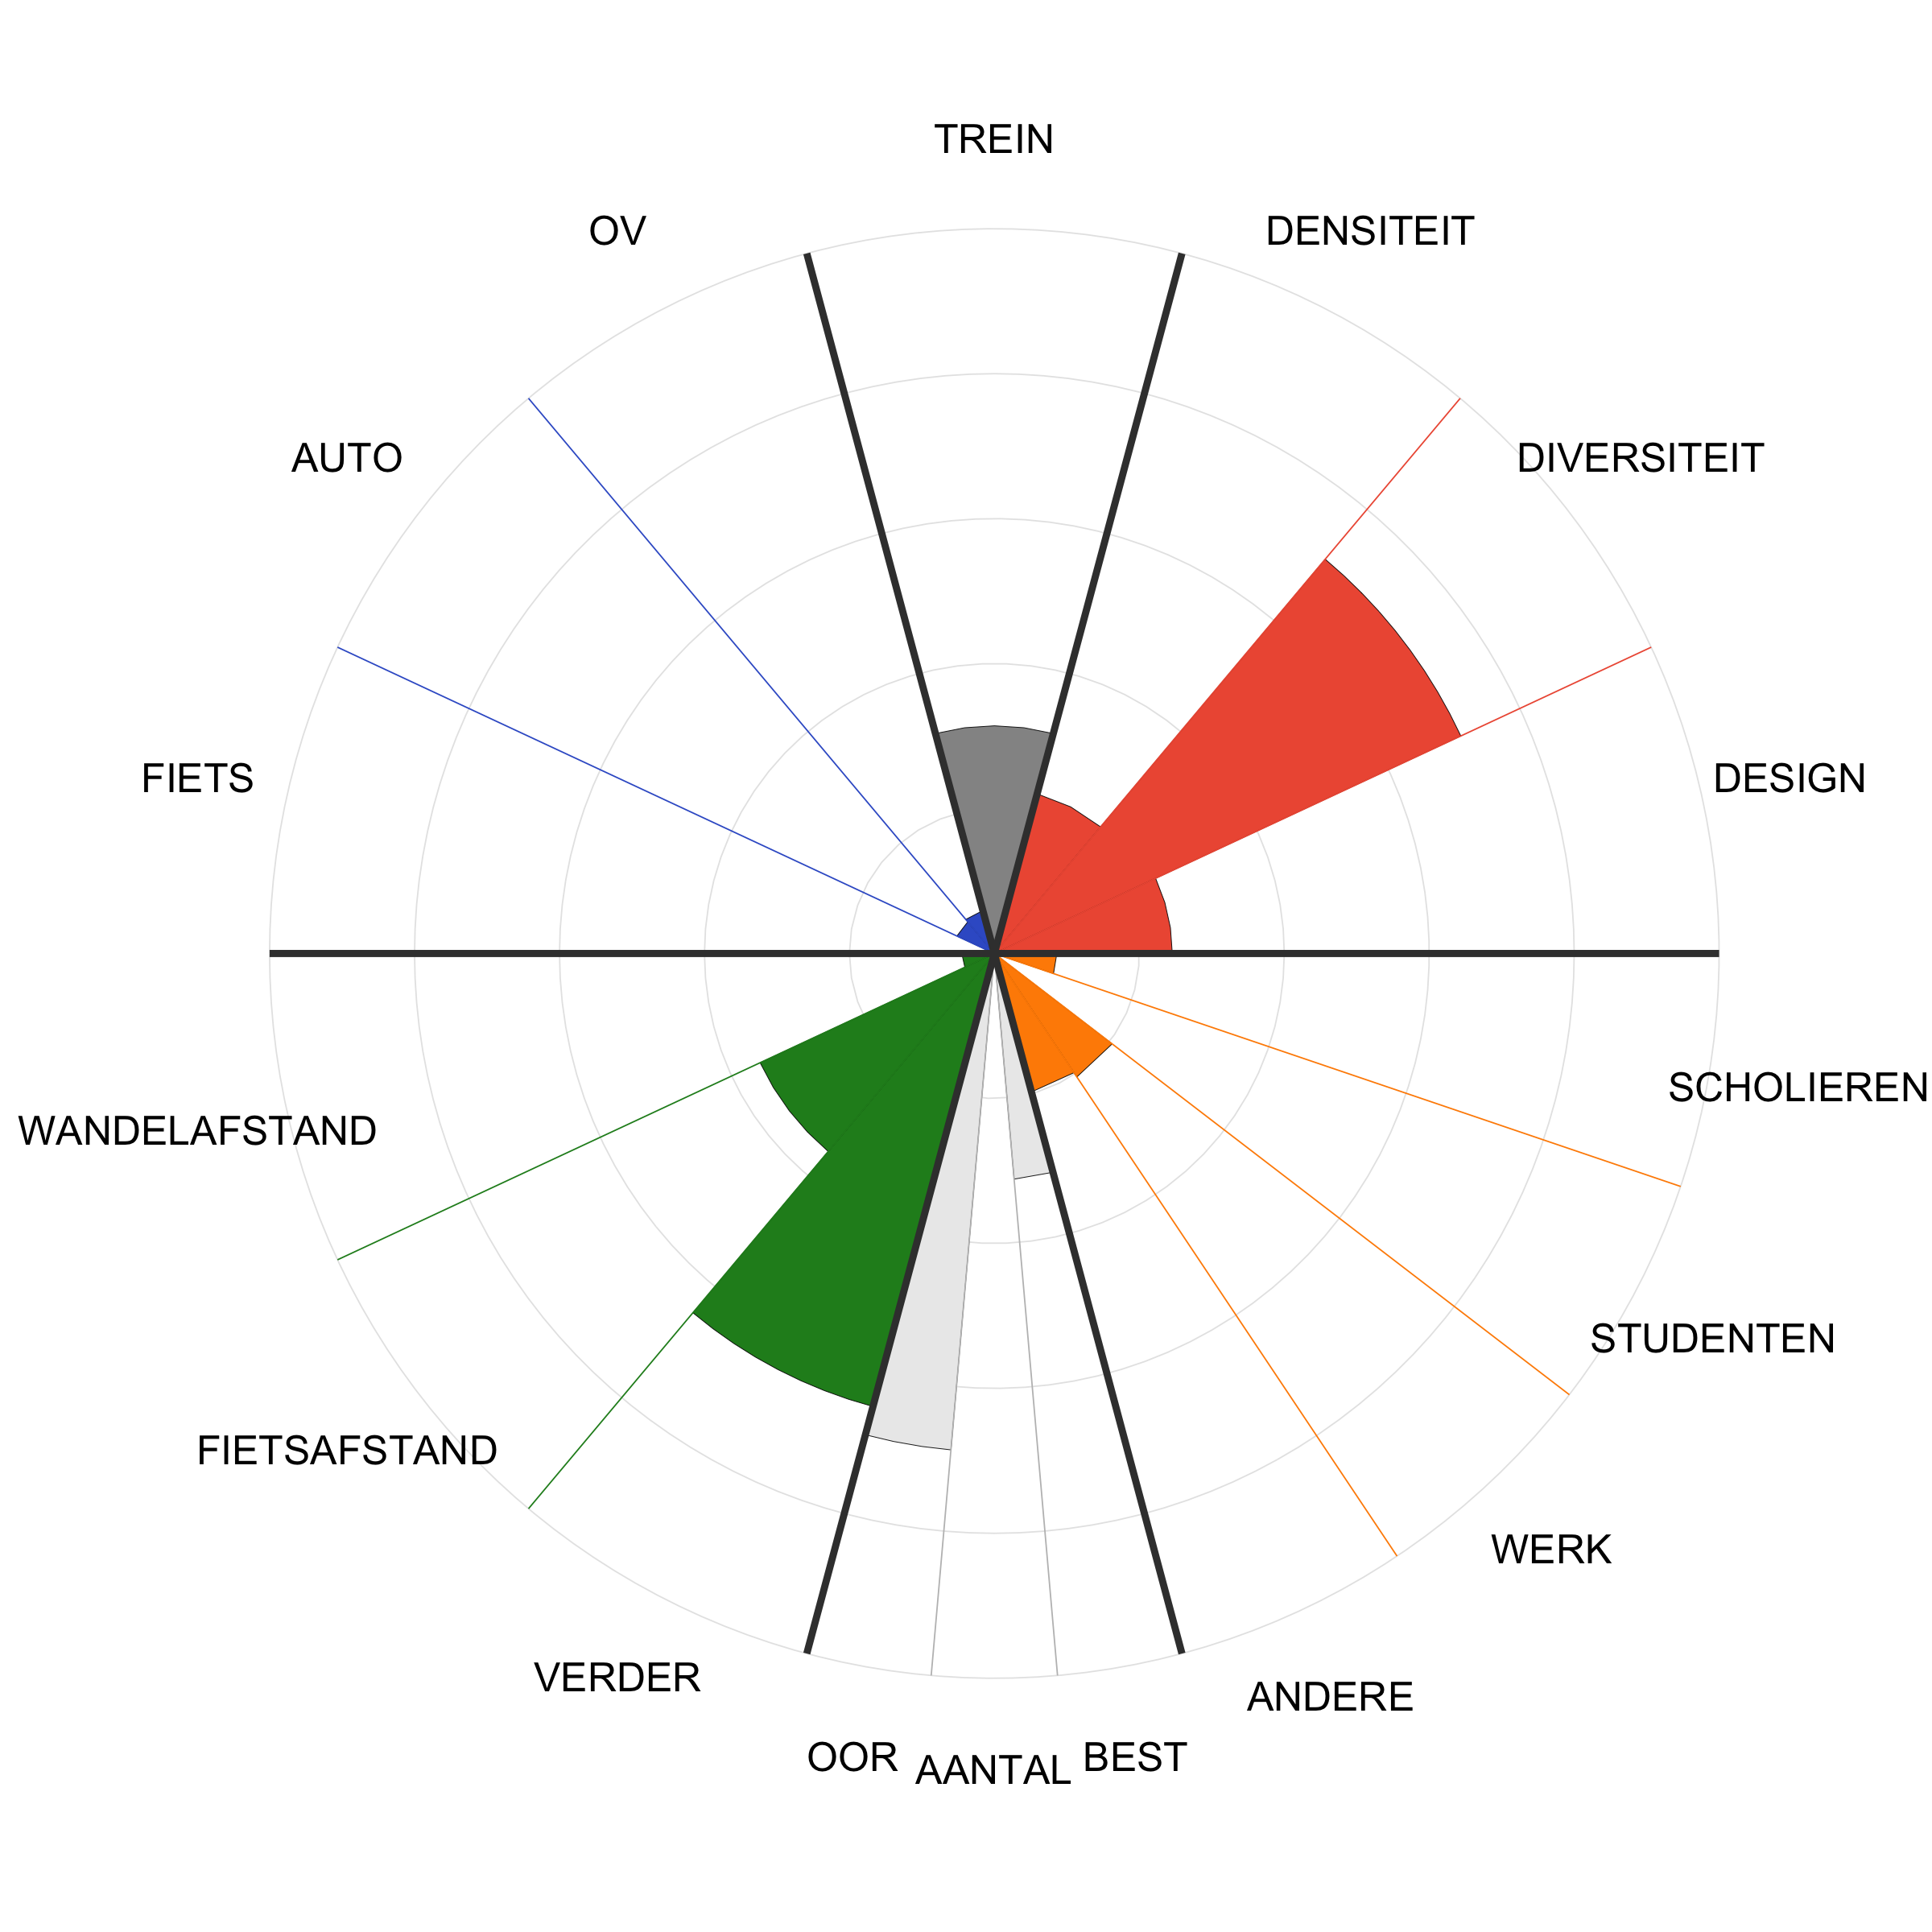 TREIN
OV
DENSITEIT
AUTO
DIVERSITEIT
FIETS
DESIGN
SCHOLIEREN
WANDELAFSTAND
STUDENTEN
FIETSAFSTAND
WERK
VERDER
ANDERE
OOR
AANTAL
BEST